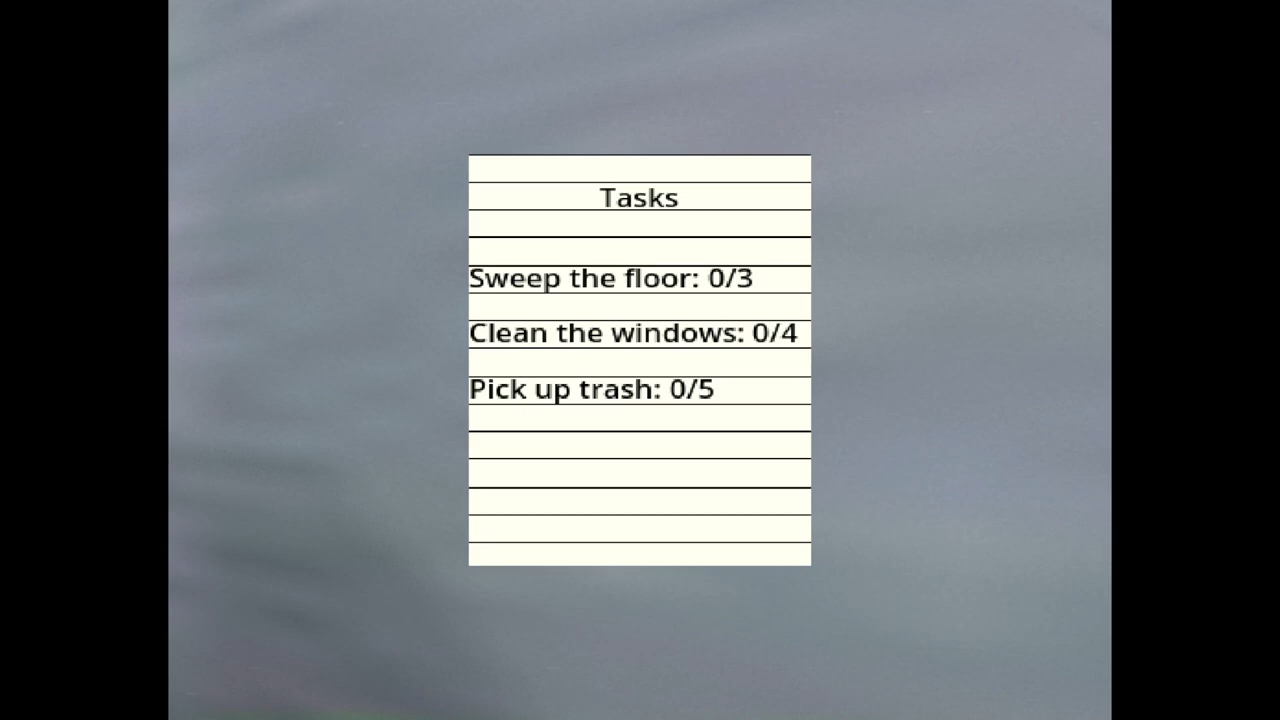 Tasks
Sweep the floor: 0/3
Clean the windows: 0/4
Pick up trash: 0/5